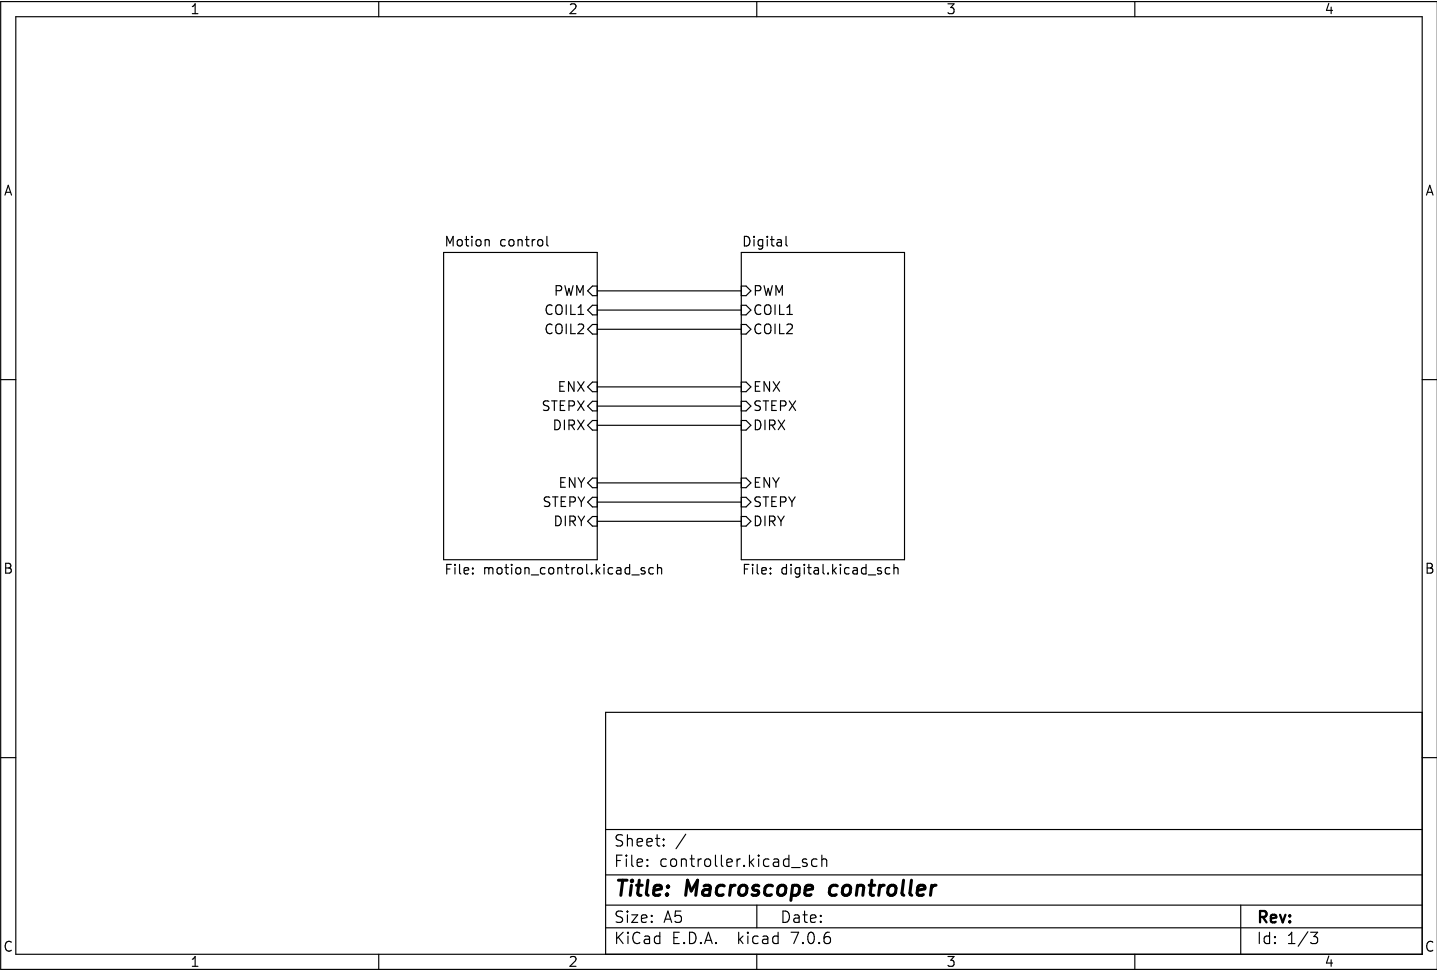 1 2 3 4
A A
Motion control Digital
PWM PWM
COIL1 COIL1
COIL2 COIL2
ENX ENX
STEPX STEPX
DIRX DIRX
ENY ENY
STEPY STEPY
DIRY DIRY
B B
File: motion_control.kicad_sch File: digital.kicad_sch
Sheet: /
File: controller.kicad_sch
Title: Macroscope controller
Size: A5 Date: Rev:
KiCad E.D.A. kicad 7.0.6 Id: 1/3
C C
1 2 3 4